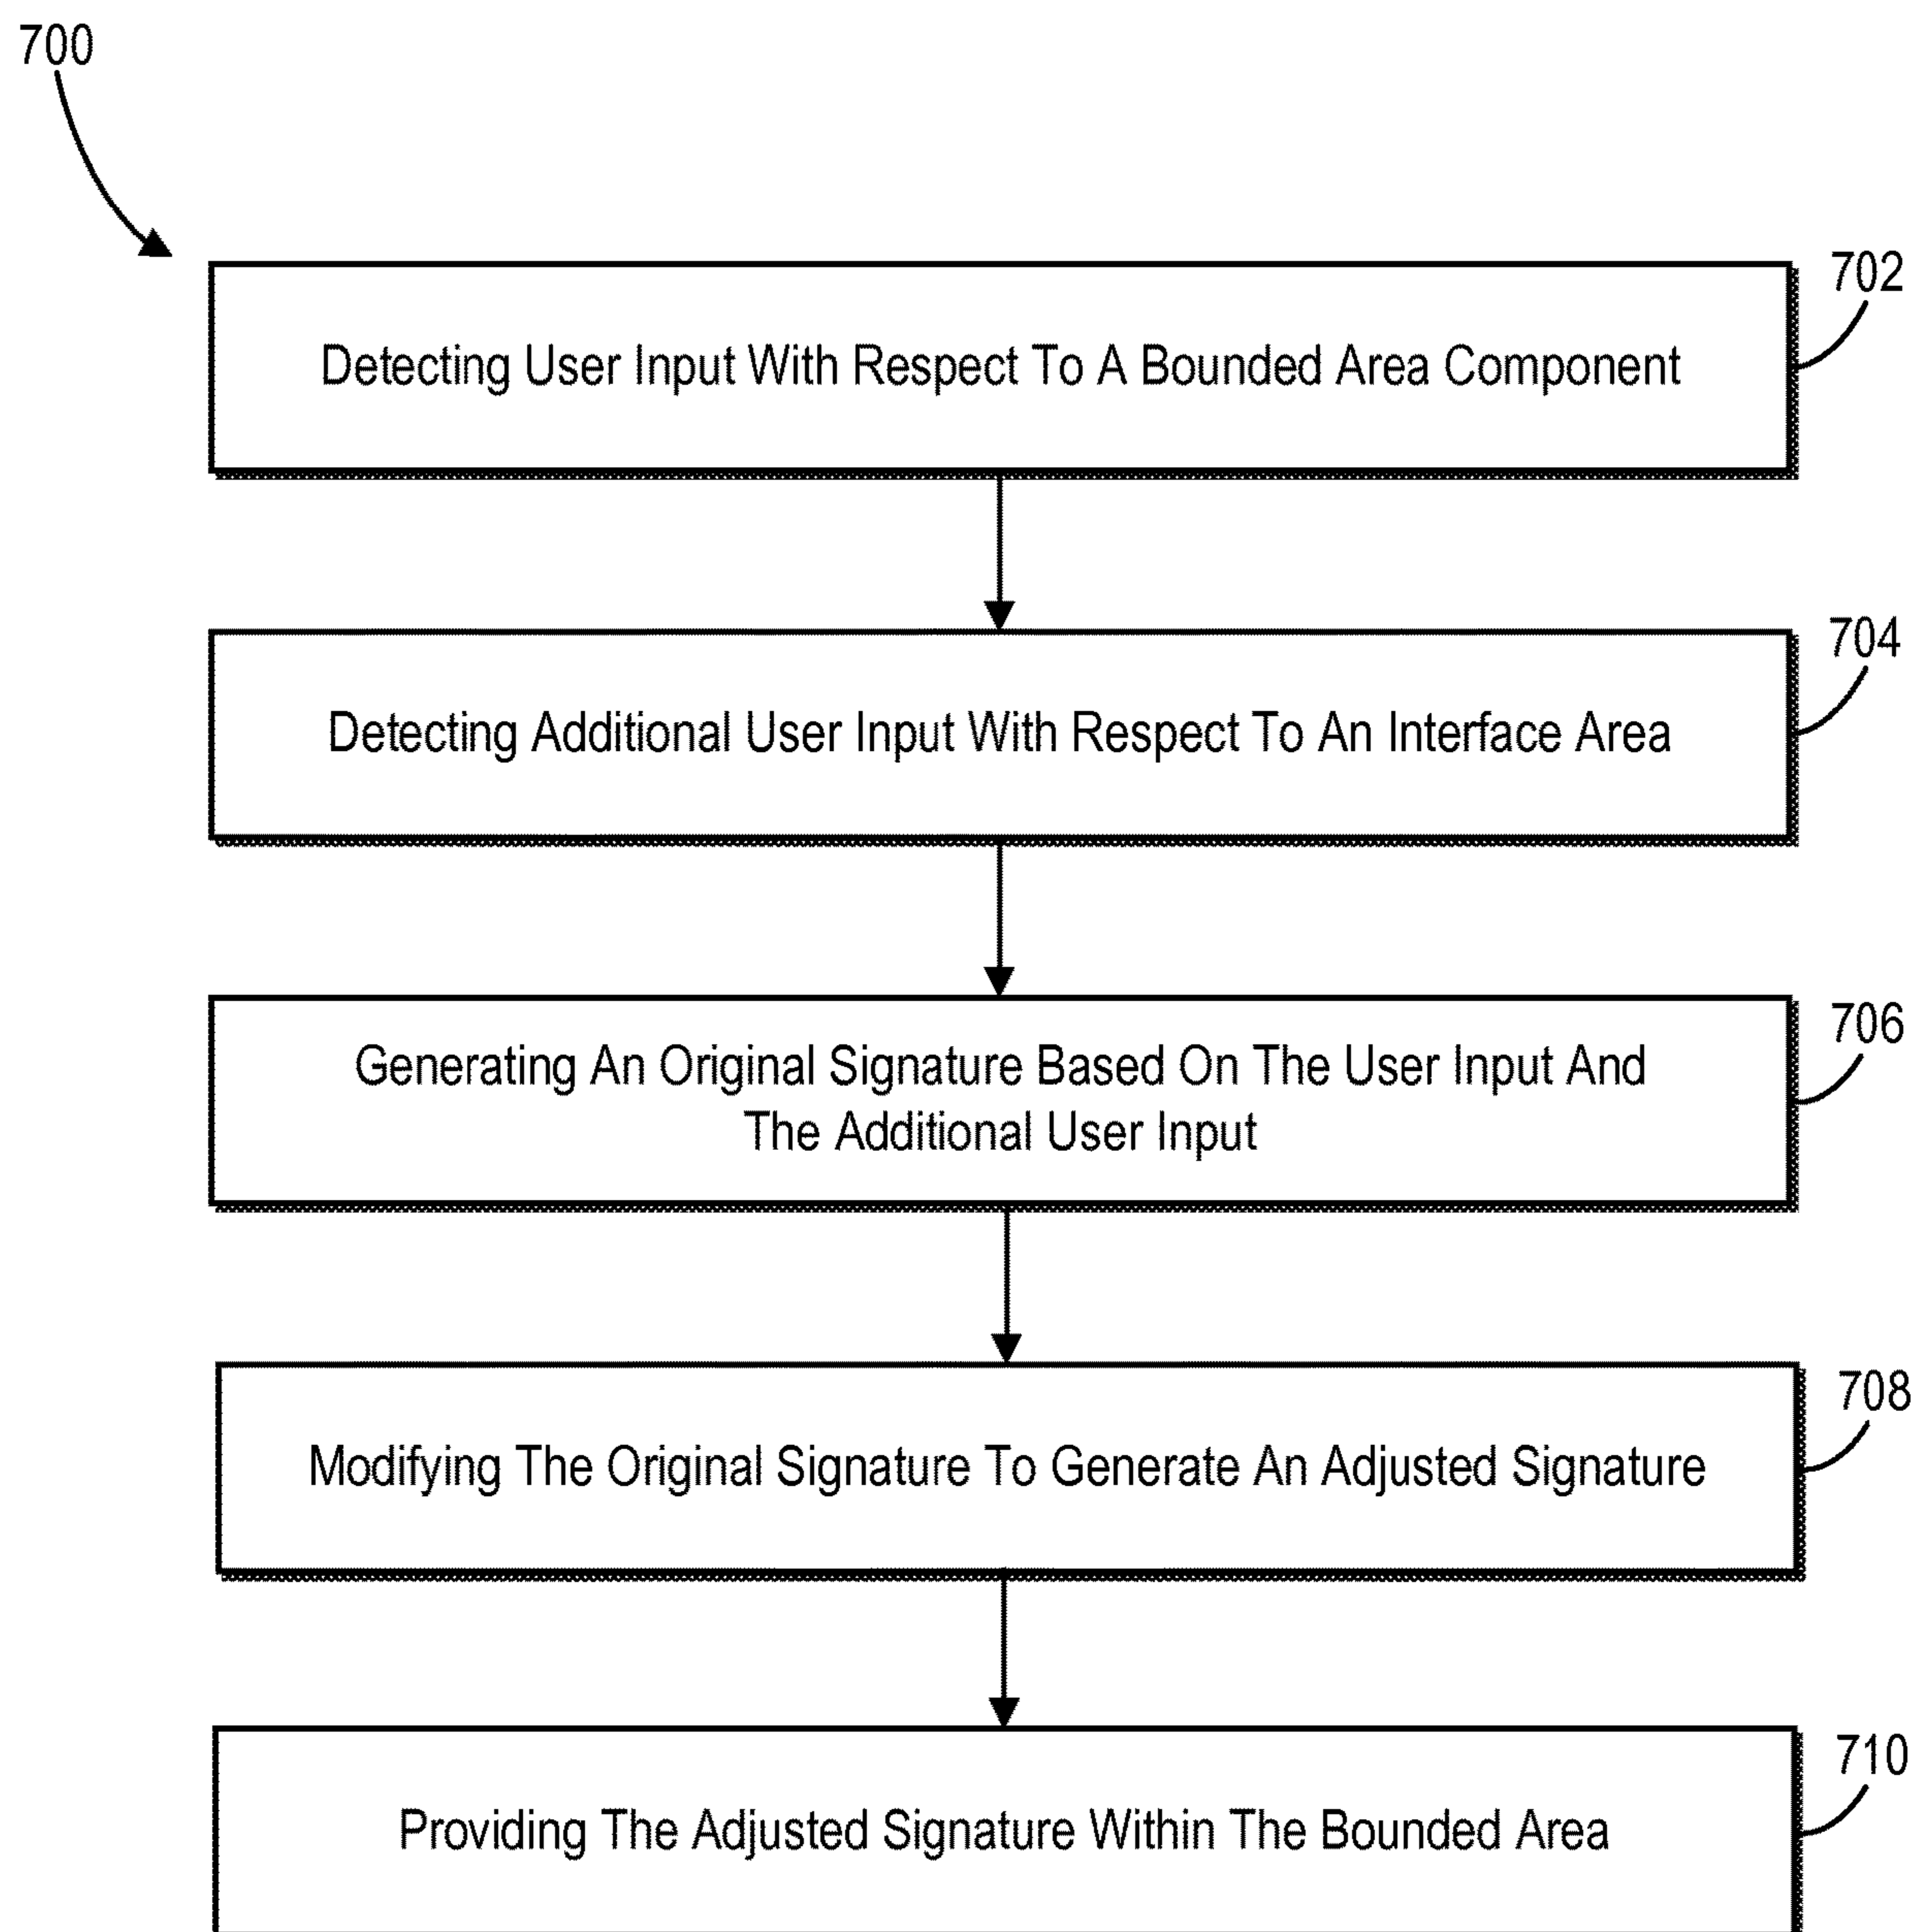 700
702
Detecting User Input With Respect To A Bounded Area Component
704
Detecting Additional User Input With Respect To An Interface Area
706
Generating An Original Signature Based On The User Input And
The Additional User Input
708
Modifying The Original Signature To Generate An Adjusted Signature
710
Providing The Adjusted Signature Within The Bounded Area